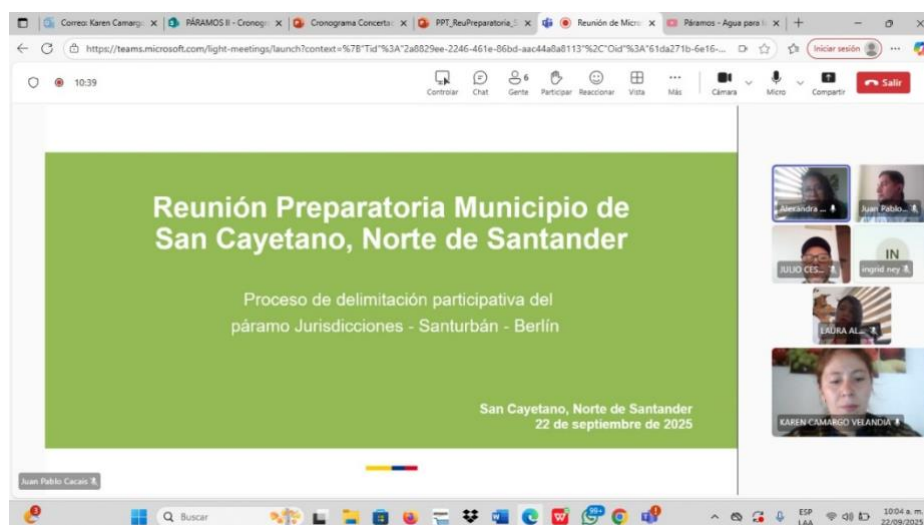 Correo: Karen Camargo
PÁRAMOS II - Cronogr
Cronograma Concerta
PPT_ReuPreparatoria_S
Reunión de Micro
Páramos - Agua para l
https://teams.microsoft.com/light-meetings/launch?context=%7B"Tid"%3A"2a8829ee-2246-461e-86bd-aac44a8a8113"%2C"Oid"%3A"61da271b-6e16-...
Iniciar sesión
10:39
Controlar
Chat
6
Gente
Participar
Reaccionar
Vista
Más
Cámara
Micro
Compartir
Salir
Reunión Preparatoria Municipio de
San Cayetano, Norte de Santander
Proceso de delimitación participativa del
páramo Jurisdicciones - Santurbán - Berlín
San Cayetano, Norte de Santander
22 de septiembre de 2025
Juan Pablo Cacais
Alexandra ...
Juan Pablo...
JULIO CES...
IN
ingrid ney
LAURA AL...
KAREN CAMARGO VELANDIA
Buscar
99+
ESP
LAA
10:04 a. m.
22/09/2025